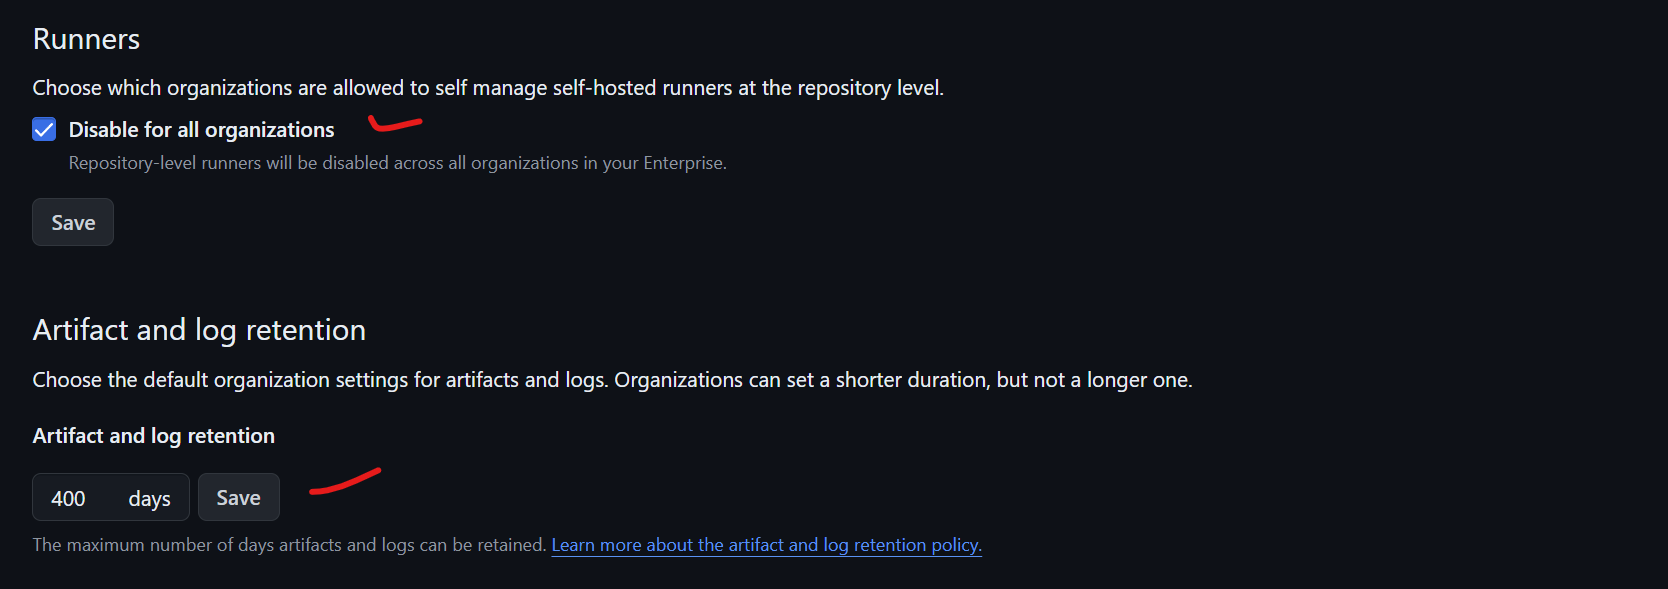 Runners
Choose which organizations are allowed to self manage self-hosted runners at the repository level.
Disable for all organizations
Repository-level runners will be disabled across all organizations in your Enterprise.
Save
Artifact and log retention
Choose the default organization settings for artifacts and logs. Organizations can set a shorter duration, but not a longer one.
Artifact and log retention
400 days Save
The maximum number of days artifacts and logs can be retained. Learn more about the artifact and log retention policy.